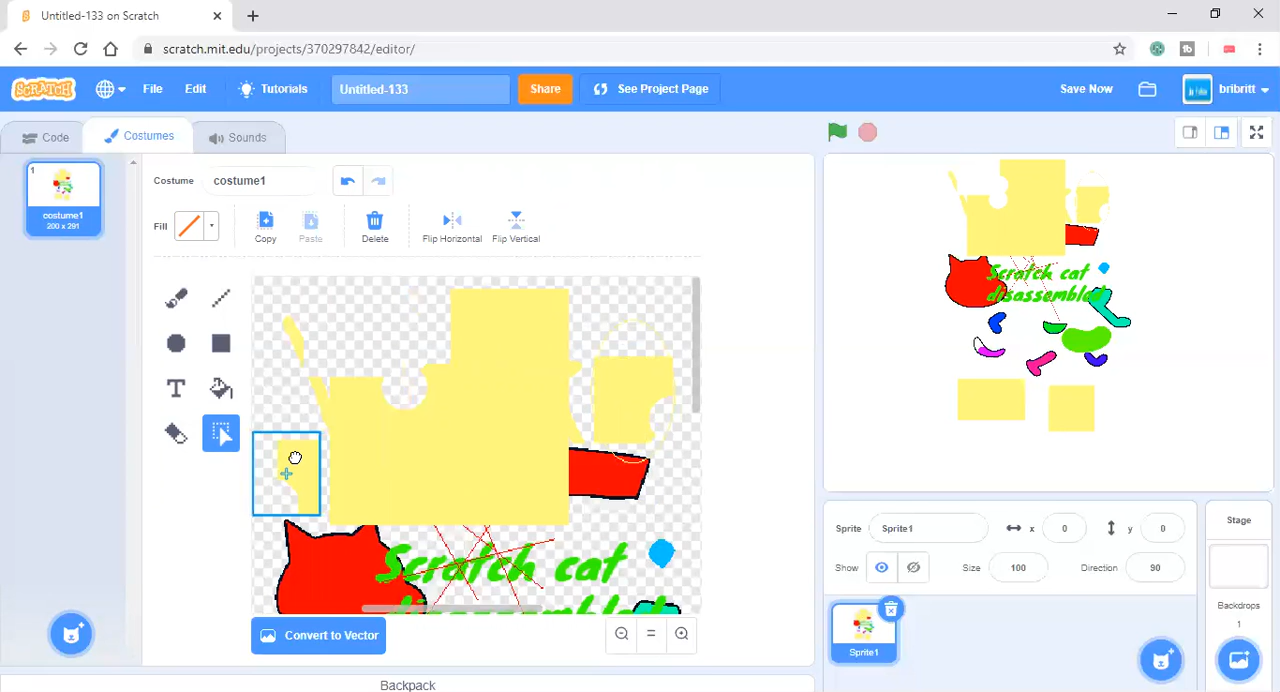 Untitled-133 on Scratch
scratch.mit.edu/projects/370297842/editor/
SCRATCH File Edit Tutorials Untitled-133 Share See Project Page Save Now bribritt
Code Costumes Sounds
1
costume1
200 x 291
Costume costume1
Fill Copy Paste Delete Flip Horizontal Flip Vertical
T
Scratch cat
disassembled
Convert to Vector
Backpack
Scratch cat
disassembled
Sprite Sprite1 x 0 y 0
Show Size 100 Direction 90
Sprite1
Stage
Backdrops
1